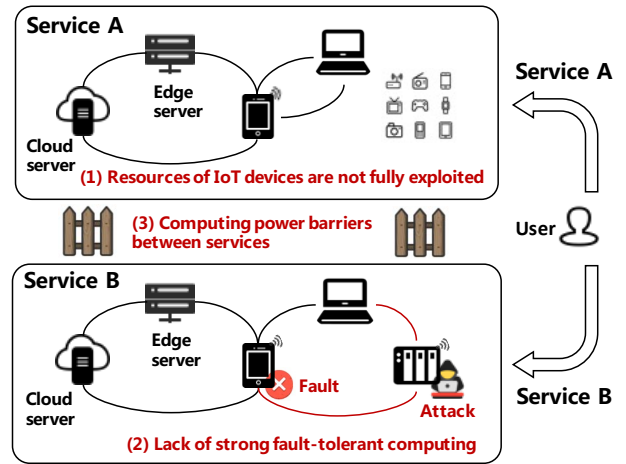 Service A
Edge
server
Cloud
server
(1) Resources of IoT devices are not fully exploited
Service A
(3) Computing power barriers
between services
User
Service B
Edge
server
Cloud
server
Fault
Attack
(2) Lack of strong fault-tolerant computing
Service B